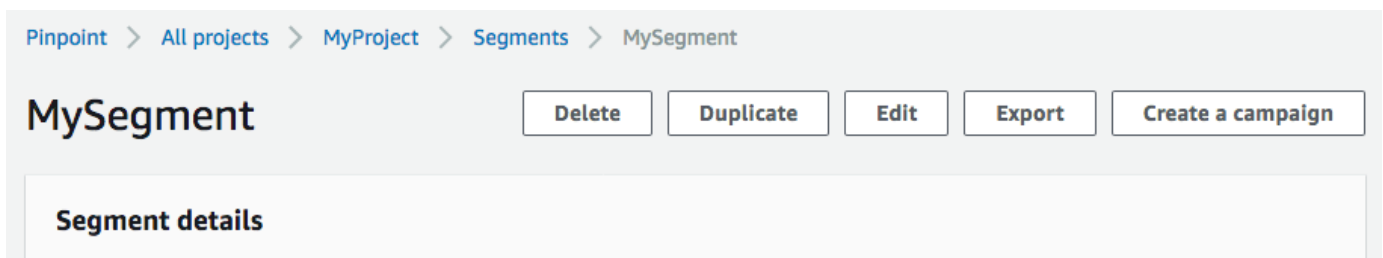 Pinpoint > All projects > MyProject > Segments > MySegment
MySegment Delete Duplicate Edit Export Create a campaign
Segment details